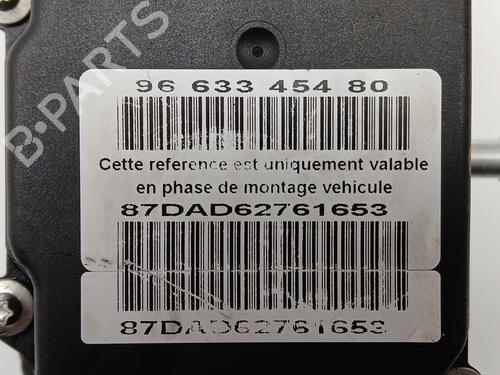 B-PARTS
96 633 454 80
Cette reference est uniquement valable
en phase de montage vehicule
87DAD62761653
87DAD62761653